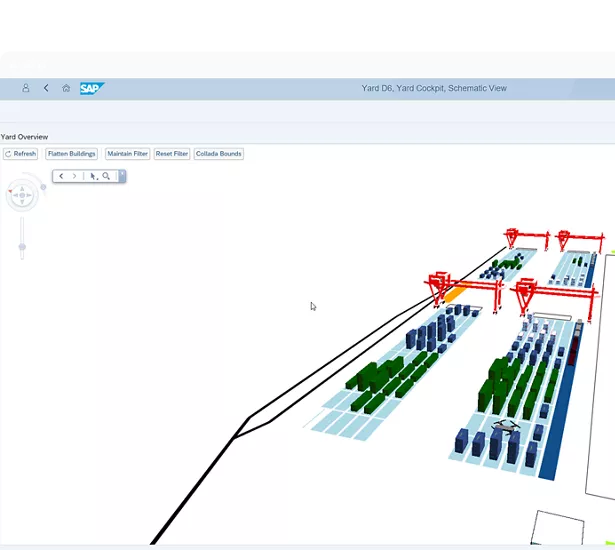 SAP
Yard D6, Yard Cockpit, Schematic View
Yard Overview
Refresh
Flatten Buildings
Maintain Filter
Reset Filter
Collada Bounds